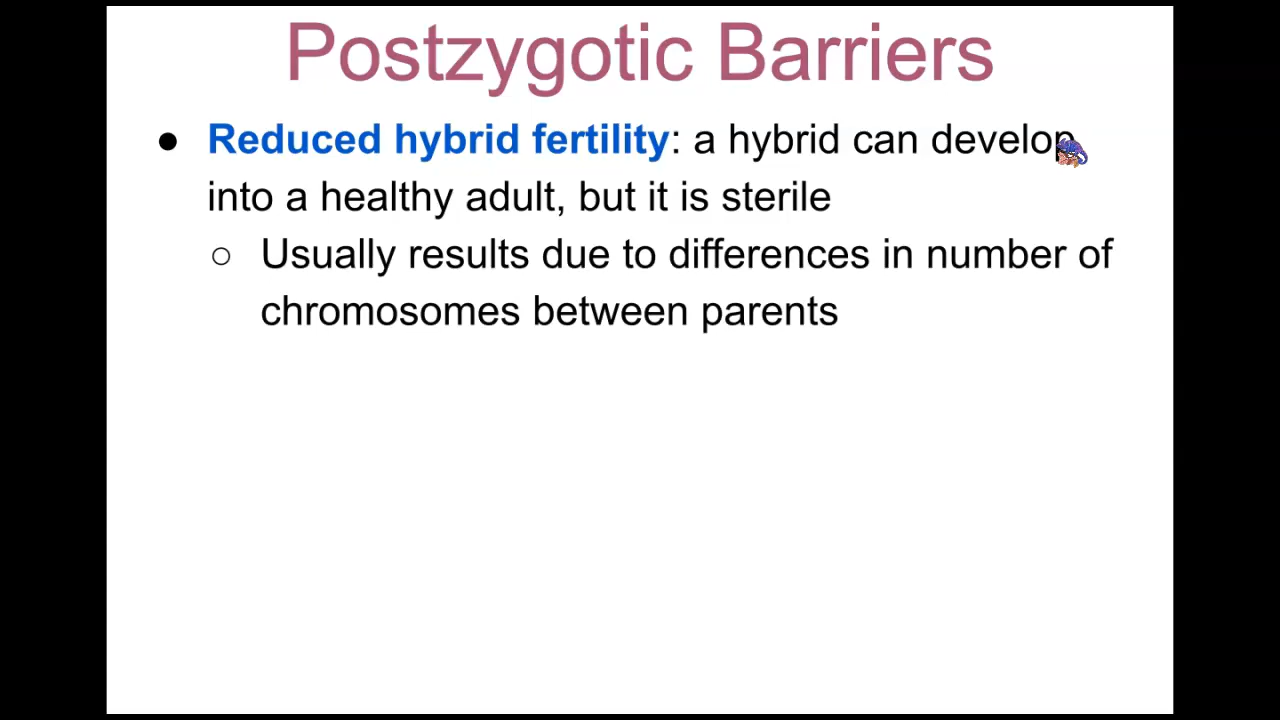 Postzygotic Barriers
● Reduced hybrid fertility: a hybrid can develop
into a healthy adult, but it is sterile
○ Usually results due to differences in number of
chromosomes between parents